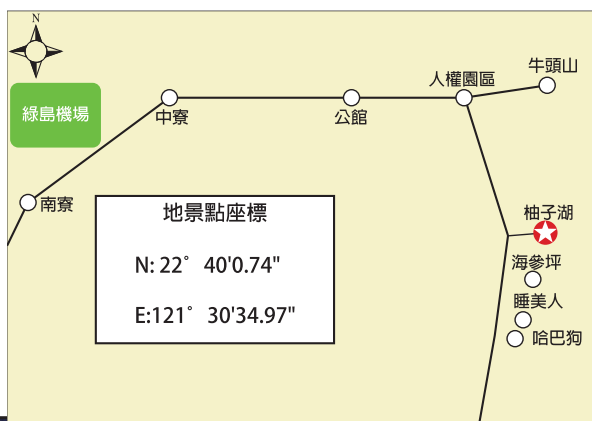 N
牛頭山
人權園區
綠島機場
中寮
公館
南寮
地景點座標
N: 22° 40'0.74"
E:121° 30'34.97"
柚子湖
海參坪
睡美人
哈巴狗